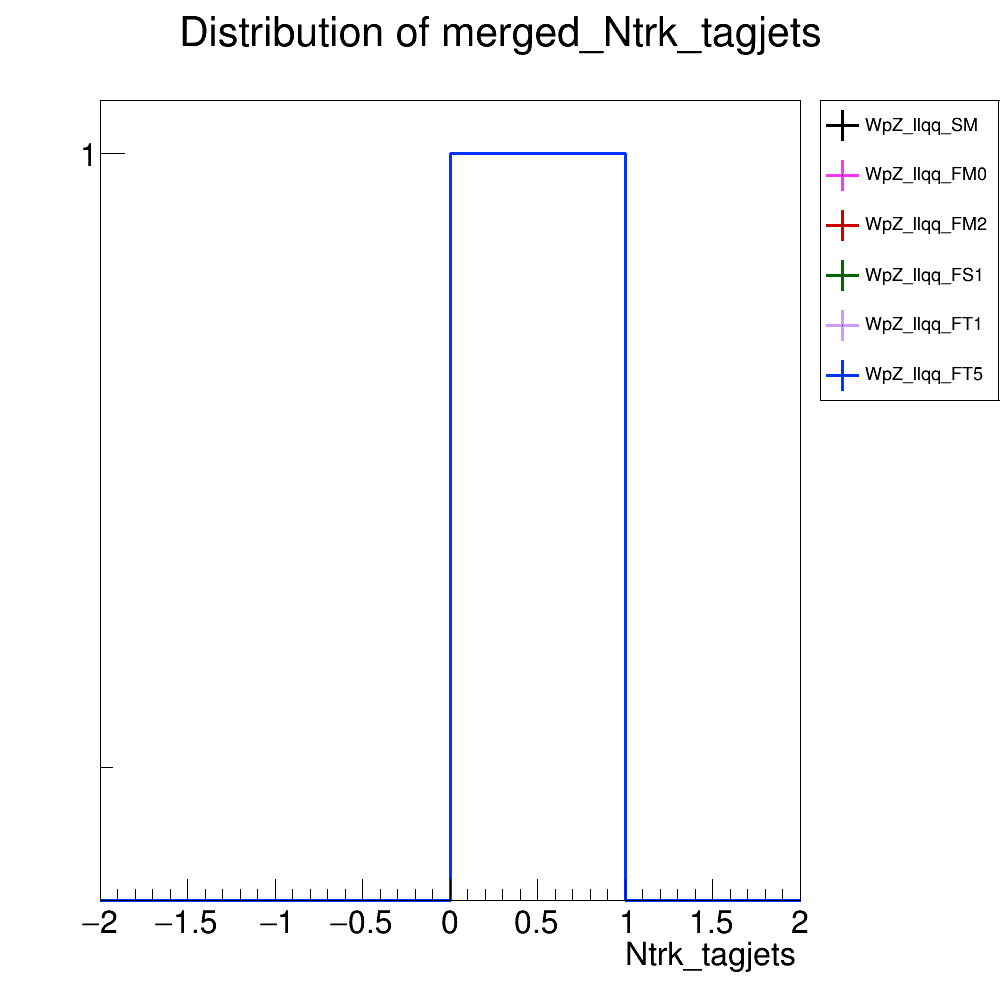 Distribution of merged_Ntrk_tagjets
WpZ_llqq_SM
WpZ_llqq_FM0
WpZ_llqq_FM2
WpZ_llqq_FS1
WpZ_llqq_FT1
WpZ_llqq_FT5
1
−2 −1.5 −1 −0.5 0 0.5 1 1.5 2
Ntrk_tagjets